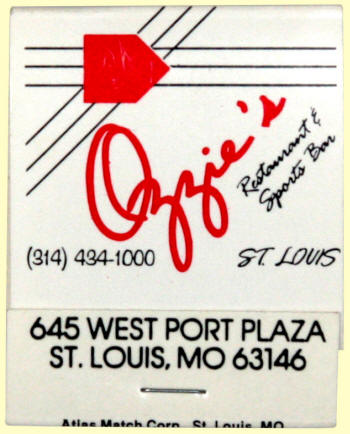 Ozzie's
Restaurant &
Sports Bar
(314) 434-1000
ST. LOUIS
645 WEST PORT PLAZA
ST. LOUIS, MO 63146
Atlas Match Corp. St. Louis, MO